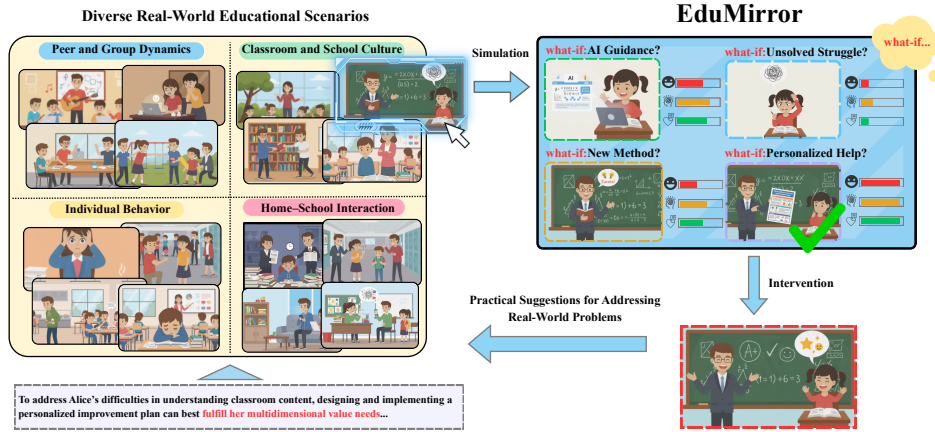 Diverse Real-World Educational Scenarios
EduMirror
Peer and Group Dynamics
Classroom and School Culture
Simulation
what-if:AI Guidance?
what-if:Unsolved Struggle?
what-if...
AI
what-if:New Method?
what-if:Personalized Help?
Individual Behavior
Home–School Interaction
Intervention
Practical Suggestions for Addressing
Real-World Problems
A+
To address Alice's difficulties in understanding classroom content, designing and implementing a
personalized improvement plan can best fulfill her multidimensional value needs...